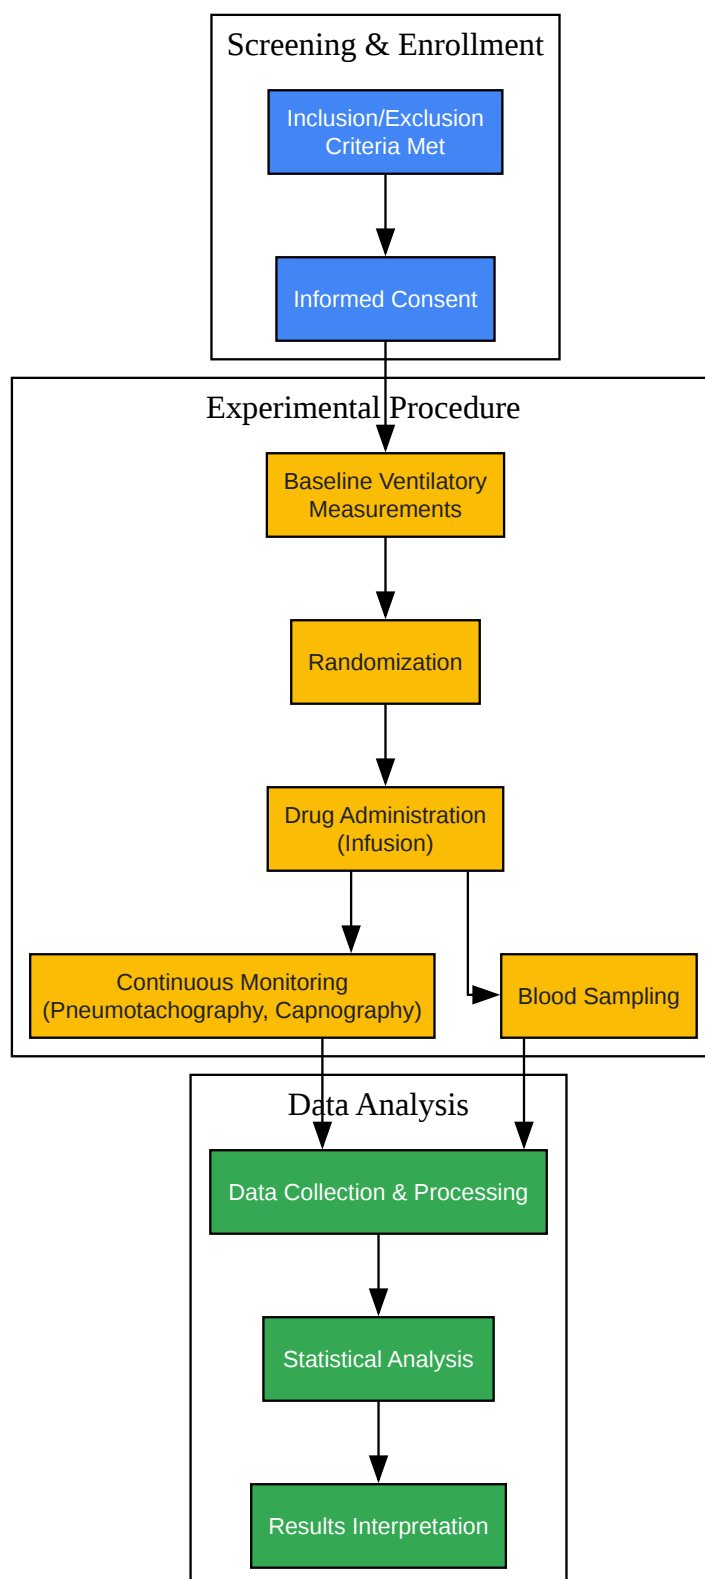 Screening & Enrollment
Inclusion/Exclusion
Criteria Met
Informed Consent
Experimental Procedure
Baseline Ventilatory
Measurements
Randomization
Drug Administration
(Infusion)
Continuous Monitoring
(Pneumotachography, Capnography)
Blood Sampling
Data Analysis
Data Collection & Processing
Statistical Analysis
Results Interpretation